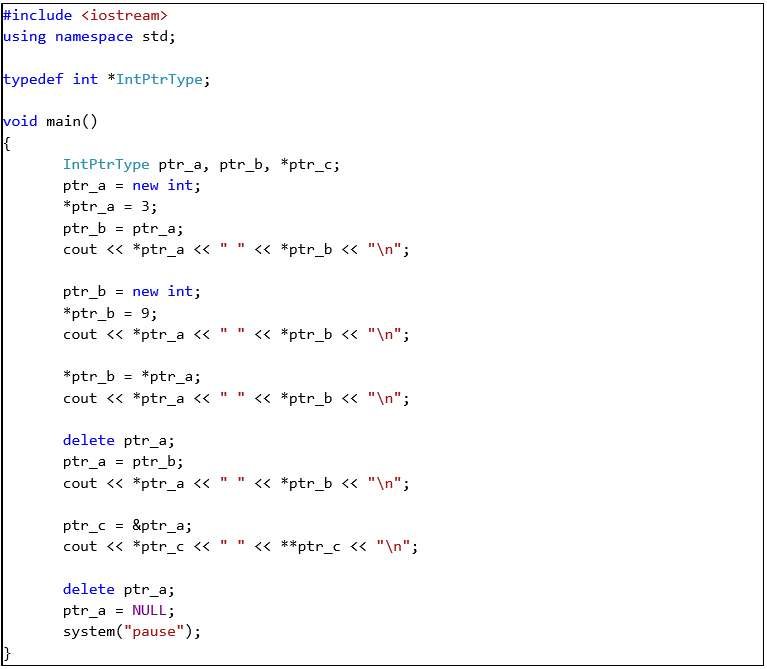 #include <iostream>
using namespace std;
typedef int *IntPtrType;
void main()
{
IntPtrType ptr_a, ptr_b, *ptr_c;
ptr_a = new int;
*ptr_a = 3;
ptr_b = ptr_a;
cout << *ptr_a << " " << *ptr_b << "\n";
ptr_b = new int;
*ptr_b = 9;
cout << *ptr_a << " " << *ptr_b << "\n";
*ptr_b = *ptr_a;
cout << *ptr_a << " " << *ptr_b << "\n";
delete ptr_a;
ptr_a = ptr_b;
cout << *ptr_a << " " << *ptr_b << "\n";
ptr_c = &ptr_a;
cout << *ptr_c << " " << **ptr_c << "\n";
delete ptr_a;
ptr_a = NULL;
system("pause");
}